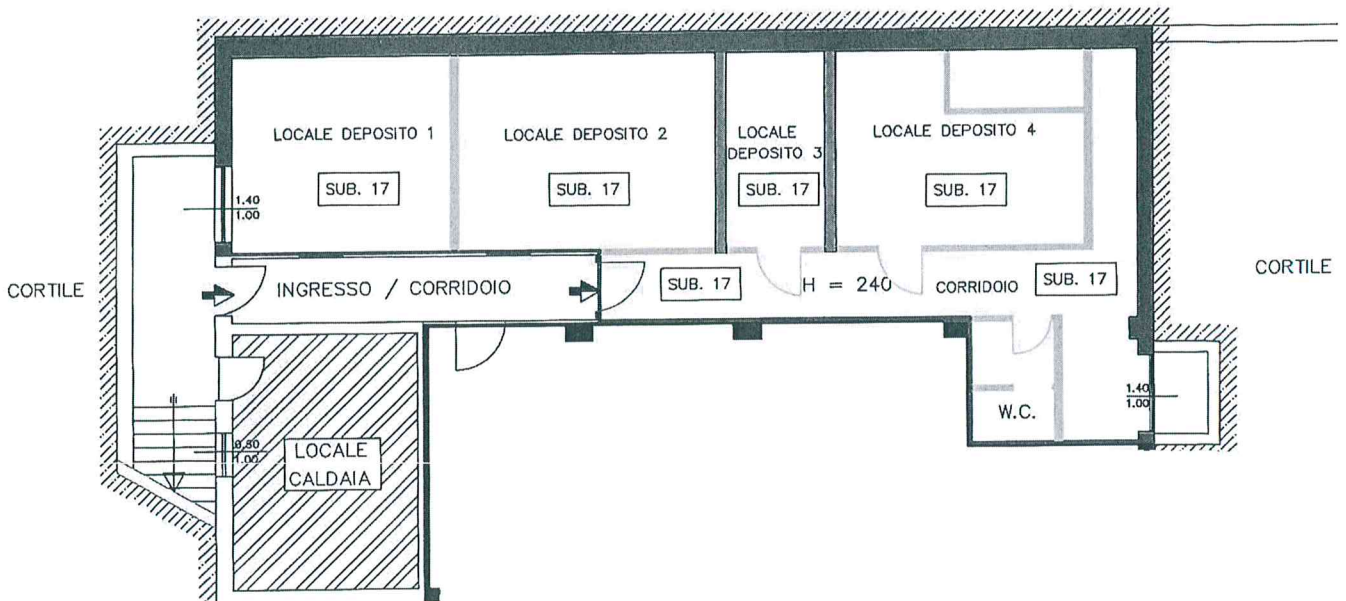 LOCALE DEPOSITO 1
LOCALE DEPOSITO 2
LOCALE
DEPOSITO 3
LOCALE DEPOSITO 4
SUB. 17
SUB. 17
SUB. 17
SUB. 17
1.40
1.00
CORTILE
INGRESSO / CORRIDOIO
SUB. 17
H = 240
CORRIDOIO
SUB. 17
CORTILE
1.40
1.00
W.C.
0.80
1.00
LOCALE
CALDAIA